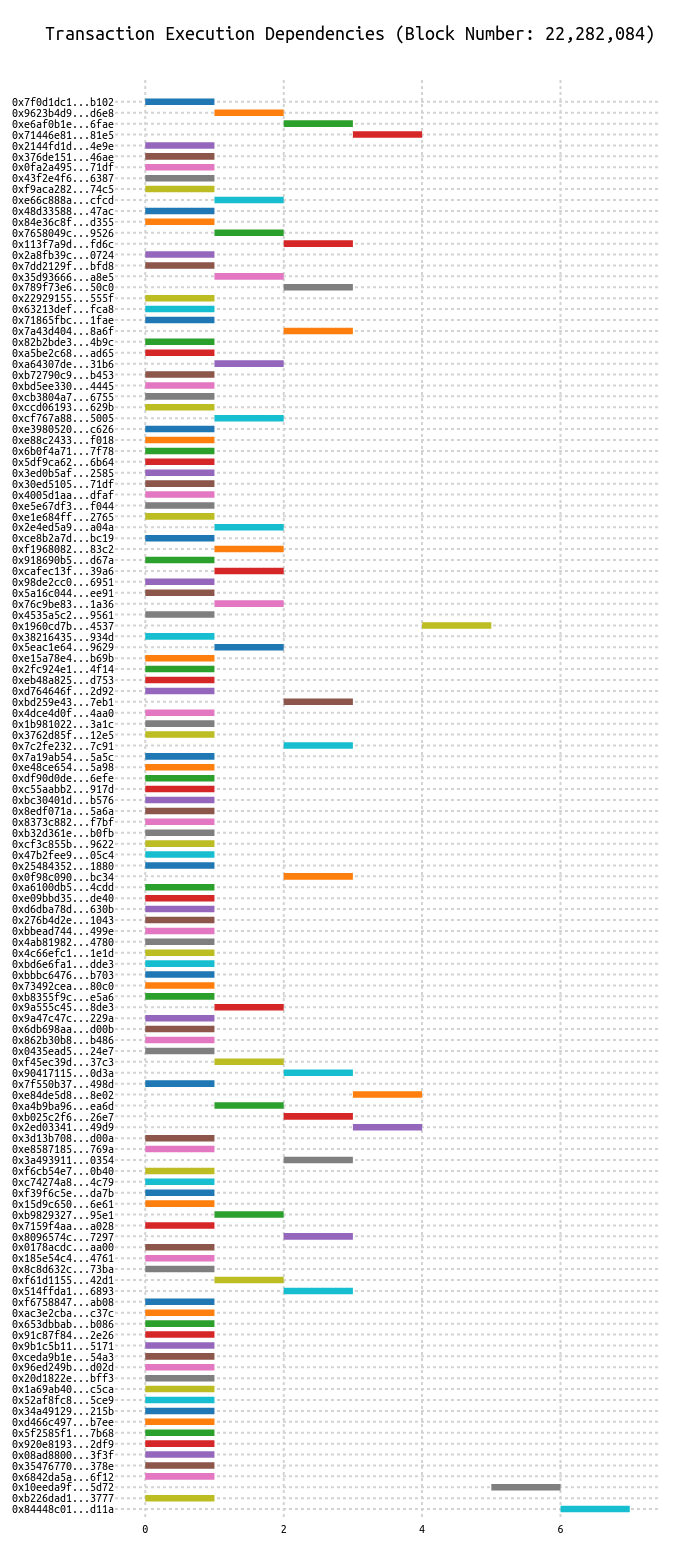 Transaction Execution Dependencies (Block Number: 22,282,084)
0x7f0d1dc1...b102
0x9623b4d9...d6e8
0xe6af0b1e...6fae
0x71446e81...81e5
0x2144fd1d...4e9e
0x376de151...46ae
0x0fa2a495...71df
0x43f2e4f6...6387
0xf9aca282...74c5
0xe66c888a...cfcd
0x48d33588...47ac
0x84e36c8f...d355
0x7658049c...9526
0x113f7a9d...fd6c
0x2a8fb39c...0724
0x7dd2129f...bfd8
0x35d93666...a8e5
0x789f73e6...50c0
0x22929155...555f
0x63213def...fca8
0x71865fbc...1fae
0x7a43d404...8a6f
0x82b2bde3...4b9c
0xa5be2c68...ad65
0xa64307de...31b6
0xb72790c9...b453
0xbd5ee330...4445
0xcb3804a7...6755
0xccd06193...629b
0xcf767a88...5005
0xe3980520...c626
0xe88c2433...f018
0x6b0f4a71...7f78
0x5df9ca62...6b64
0x3ed0b5af...2585
0x30ed5105...71df
0x4005d1aa...dfaf
0xe5e67df3...f044
0xe1e684ff...2765
0x2e4ed5a9...a04a
0xce8b2a7d...bc19
0xf1968082...83c2
0x918690b5...d67a
0xcafec13f...39a6
0x98de2cc0...6951
0x5a16c044...ee91
0x76c9be83...1a36
0x4535a5c2...9561
0x1960cd7b...4537
0x38216435...934d
0x5eac1e64...9629
0xe15a78e4...b69b
0x2fc924e1...4f14
0xeb48a825...d753
0xd764646f...2d92
0xbd259e43...7eb1
0x4dce4d0f...4aa0
0x1b981022...3a1c
0x3762d85f...12e5
0x7c2fe232...7c91
0x7a19ab54...5a5c
0xe48ce654...5a98
0xdf90d0de...6efe
0xc55aabb2...917d
0xbc30401d...b576
0x8edf071a...5a6a
0x8373c882...f7bf
0xb32d361e...b0fb
0xcf3c855b...9622
0x47b2fee9...05c4
0x25484352...1880
0x0f98c090...bc34
0xa6100db5...4cdd
0xe09bbd35...de40
0xd6dba78d...630b
0x276b4d2e...1043
0xbbead744...499e
0x4ab81982...4780
0x4c66efc1...1e1d
0xbd6e6fa1...dde3
0xbbbc6476...b703
0x73492cea...80c0
0xb8355f9c...e5a6
0x9a555c45...8de3
0x9a47c47c...229a
0x6db698aa...d00b
0x862b30b8...b486
0x0435ead5...24e7
0xf45ec39d...37c3
0x90417115...0d3a
0x7f550b37...498d
0xe84de5d8...8e02
0xa4b9ba96...ea6d
0xb025c2f6...26e7
0x2ed03341...49d9
0x3d13b708...d00a
0xe8587185...769a
0x3a493911...0354
0xf6cb54e7...0b40
0xc74274a8...4c79
0xf39f6c5e...da7b
0x15d9c650...6e61
0xb9829327...95e1
0x7159f4aa...a028
0x8096574c...7297
0x0178acdc...aa00
0x185e54c4...4761
0x8c8d632c...73ba
0xf61d1155...42d1
0x514ffda1...6893
0xf6758847...ab08
0xac3e2cba...c37c
0x653dbbab...b086
0x91c87f84...2e26
0x9b1c5b11...5171
0xceda9b1e...54a3
0x96ed249b...d02d
0x20d1822e...bff3
0x1a69ab40...c5ca
0x52af8fc8...5ce9
0x34a49129...215b
0xd466c497...b7ee
0x5f2585f1...7b68
0x920e8193...2df9
0x08ad8800...3f3f
0x35476770...378e
0x6842da5a...6f12
0x10eeda9f...5d72
0xb226dad1...3777
0x84448c01...d11a
0 2 4 6